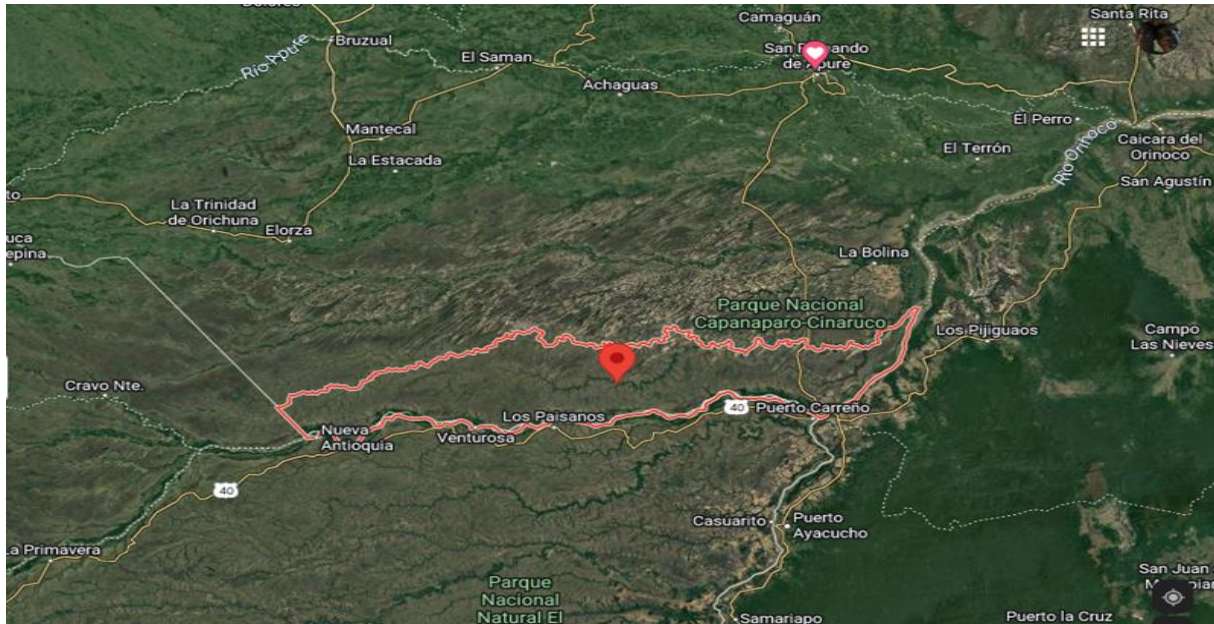 Dolores
Camaguán
Santa Rita
Bruzual
Río Apure
El Saman
San Fernando
de Apure
Achaguas
El Perro
Mantecal
Río Orinoco
Caicara del
Orinoco
La Estacada
El Terrón
San Agustín
La Trinidad
de Orichuna
Elorza
La Bolina
Parque Nacional
Capanaparo-Cinaruco
Los Pijiguaos
Campo
Las Nieves
Cravo Nte.
40
Puerto Carreño
Los Paisanos
Nueva
Antioquia
Venturosa
40
Casuarito
Puerto
Ayacucho
La Primavera
Parque
Nacional
Natural El
San Juan
Samariapo
Puerto la Cruz